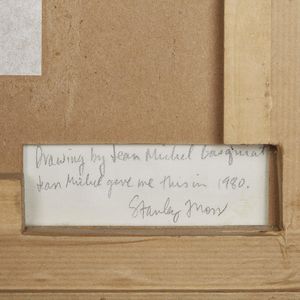 Drawing by Jean Michel Basquiat
Jean Michel gave me this in 1980.
Stanley Moss